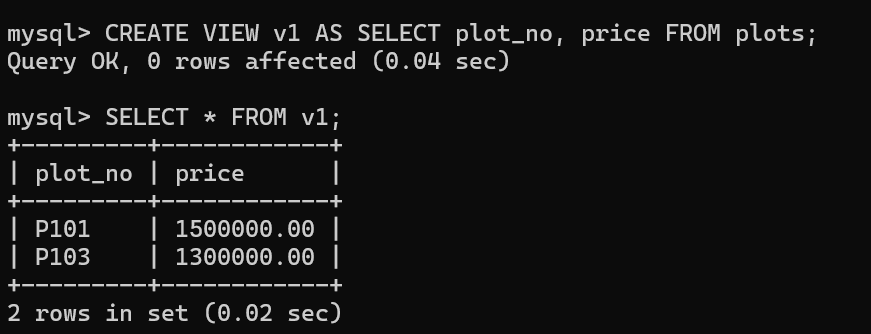 mysql> CREATE VIEW v1 AS SELECT plot_no, price FROM plots;
Query OK, 0 rows affected (0.04 sec)

mysql> SELECT * FROM v1;
+---------+------------+
| plot_no | price      |
+---------+------------+
| P101    | 1500000.00 |
| P103    | 1300000.00 |
+---------+------------+
2 rows in set (0.02 sec)